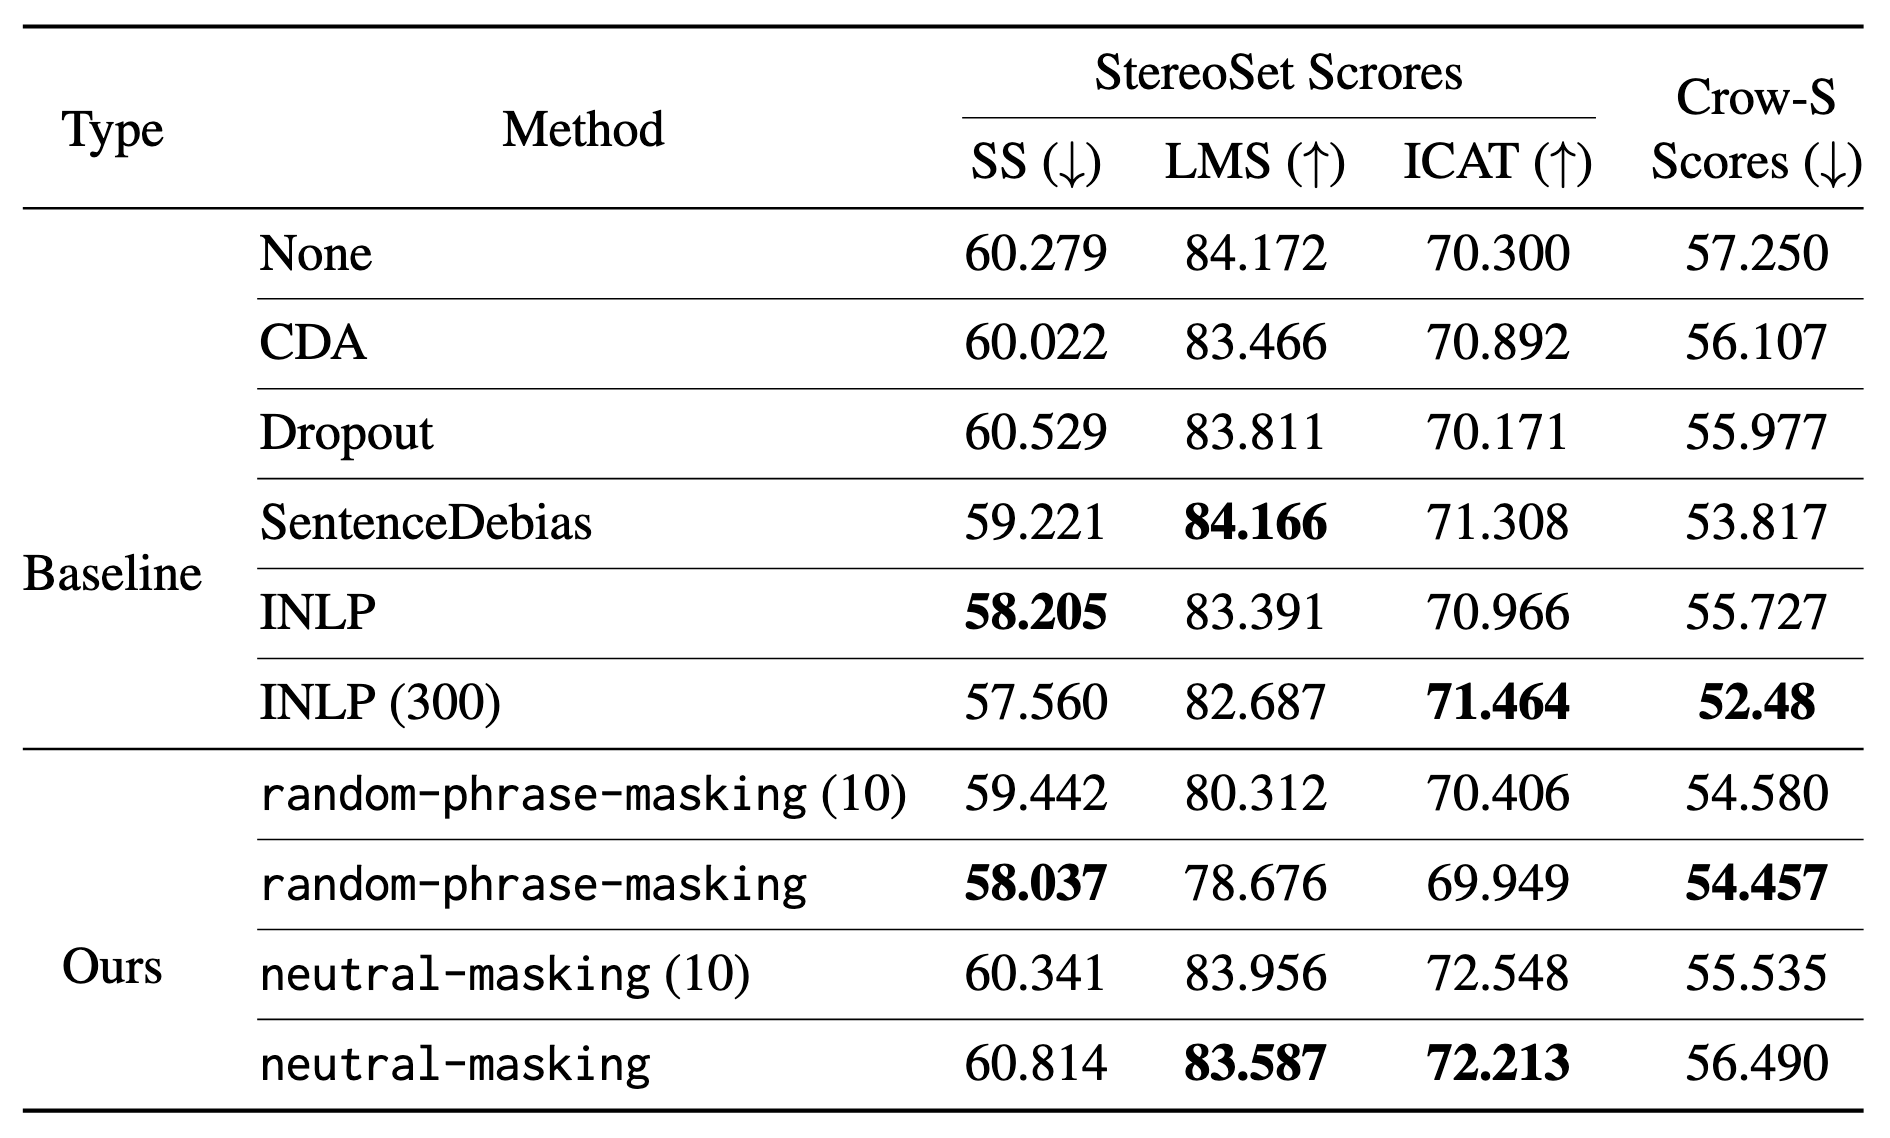 Type Method StereoSet Scrores Crow-S Scores (↓)
SS (↓) LMS (↑) ICAT (↑)
Baseline
None 60.279 84.172 70.300 57.250
CDA 60.022 83.466 70.892 56.107
Dropout 60.529 83.811 70.171 55.977
SentenceDebias 59.221 84.166 71.308 53.817
INLP 58.205 83.391 70.966 55.727
INLP (300) 57.560 82.687 71.464 52.48
Ours
random-phrase-masking (10) 59.442 80.312 70.406 54.580
random-phrase-masking 58.037 78.676 69.949 54.457
neutral-masking (10) 60.341 83.956 72.548 55.535
neutral-masking 60.814 83.587 72.213 56.490